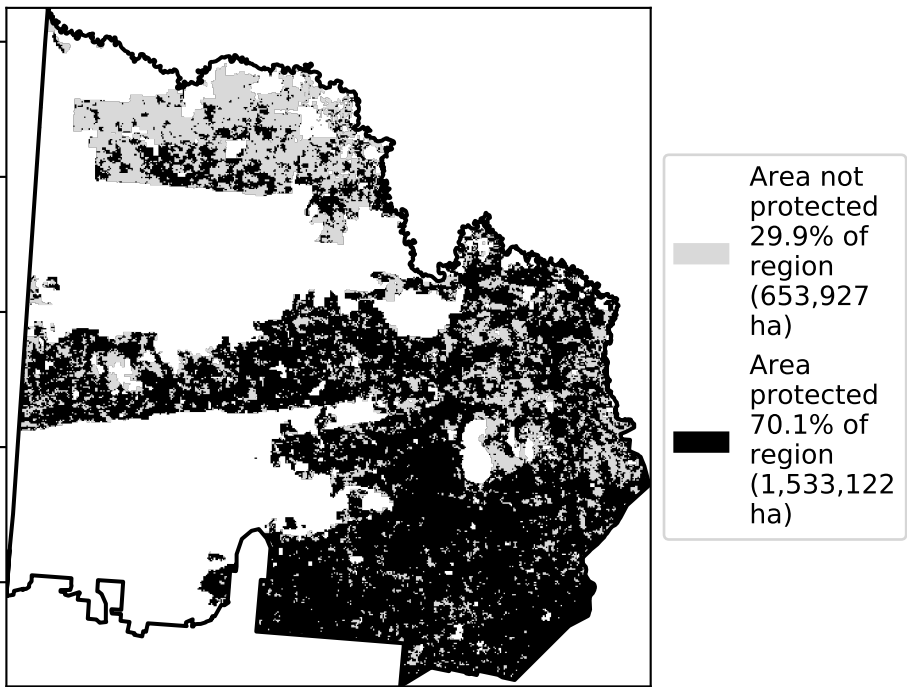 Area not
protected
29.9% of
region
(653,927
ha)
Area
protected
70.1% of
region
(1,533,122
ha)